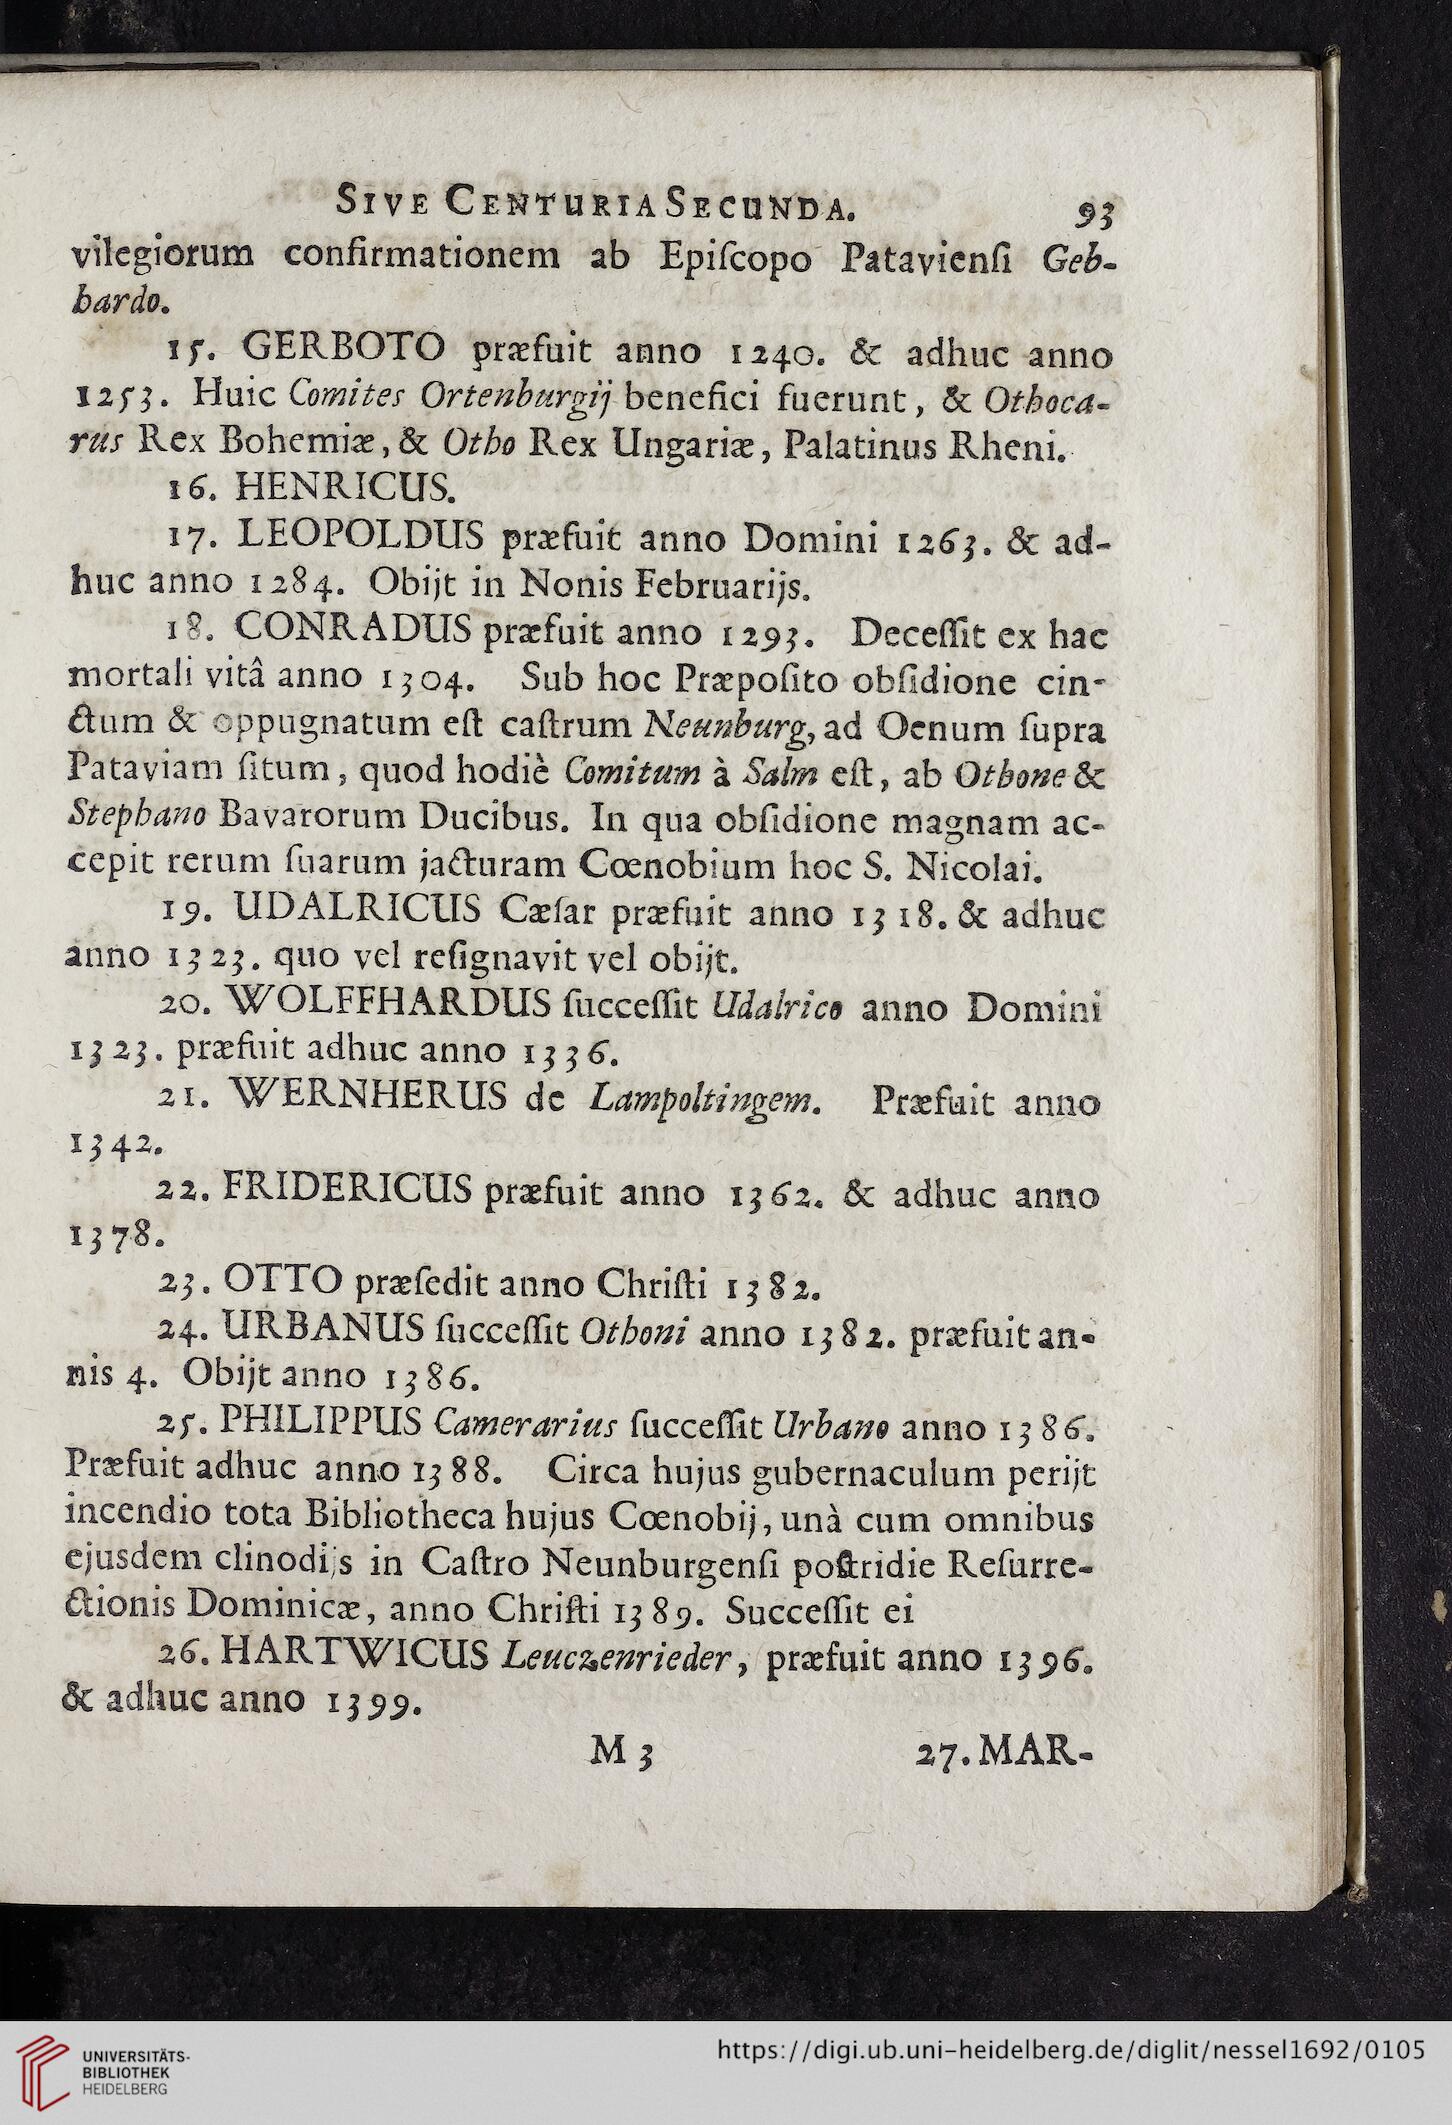 SIVE CENTURIA SECUNDA. 93
vilegiorum confirmationem ab Epiſcopo Patavienſi Geb-
hardo.
15. GERBOTO præfuit anno 1240. & adhuc anno
1253. Huic Comites Ortenburgij benefici fuerunt, & Othoca-
rus Rex Bohemiæ, & Otho Rex Ungariæ, Palatinus Rheni.
16. HENRICUS.
17. LEOPOLDUS præfuit anno Domini 1263. & ad-
huc anno 1284. Obijt in Nonis Februarijs.
18. CONRADUS præfuit anno 1293. Deceſſit ex hac
mortali vitâ anno 1304. Sub hoc Præpoſito obſidione cin-
ctum & oppugnatum eſt caſtrum Neunburg, ad Oenum ſupra
Pataviam ſitum, quod hodiè Comitum à Salm eſt, ab Othone &
Stephano Bavarorum Ducibus. In qua obſidione magnam ac-
cepit rerum ſuarum jacturam Cœnobium hoc S. Nicolai.
19. UDALRICUS Cæſar præfuit anno 1318. & adhuc
anno 1323. quo vel reſignavit vel obijt.
20. WOLFFHARDUS ſucceſſit Udalrico anno Domini
1323. præfuit adhuc anno 1336.
21. WERNHERUS de Lampoltingem. Præfuit anno
1342.
22. FRIDERICUS præfuit anno 1362. & adhuc anno
1378.
23. OTTO præſedit anno Chriſti 1382.
24. URBANUS ſucceſſit Othoni anno 1382. præfuit an-
nis 4. Obijt anno 1386.
25. PHILIPPUS Camerarius ſucceſſit Urbano anno 1386.
Præfuit adhuc anno 1388. Circa hujus gubernaculum perijt
incendio tota Bibliotheca hujus Cœnobij, unà cum omnibus
ejusdem clinodijs in Caſtro Neunburgenſi poſtridie Reſurre-
ctionis Dominicæ, anno Chriſti 1389. Succeſſit ei
26. HARTWICUS Leuczenrieder, præfuit anno 1396.
& adhuc anno 1399.
M 3 27. MAR-
UNIVERSITÄTS-
BIBLIOTHEK
HEIDELBERG
https://digi.ub.uni-heidelberg.de/diglit/nessel1692/0105